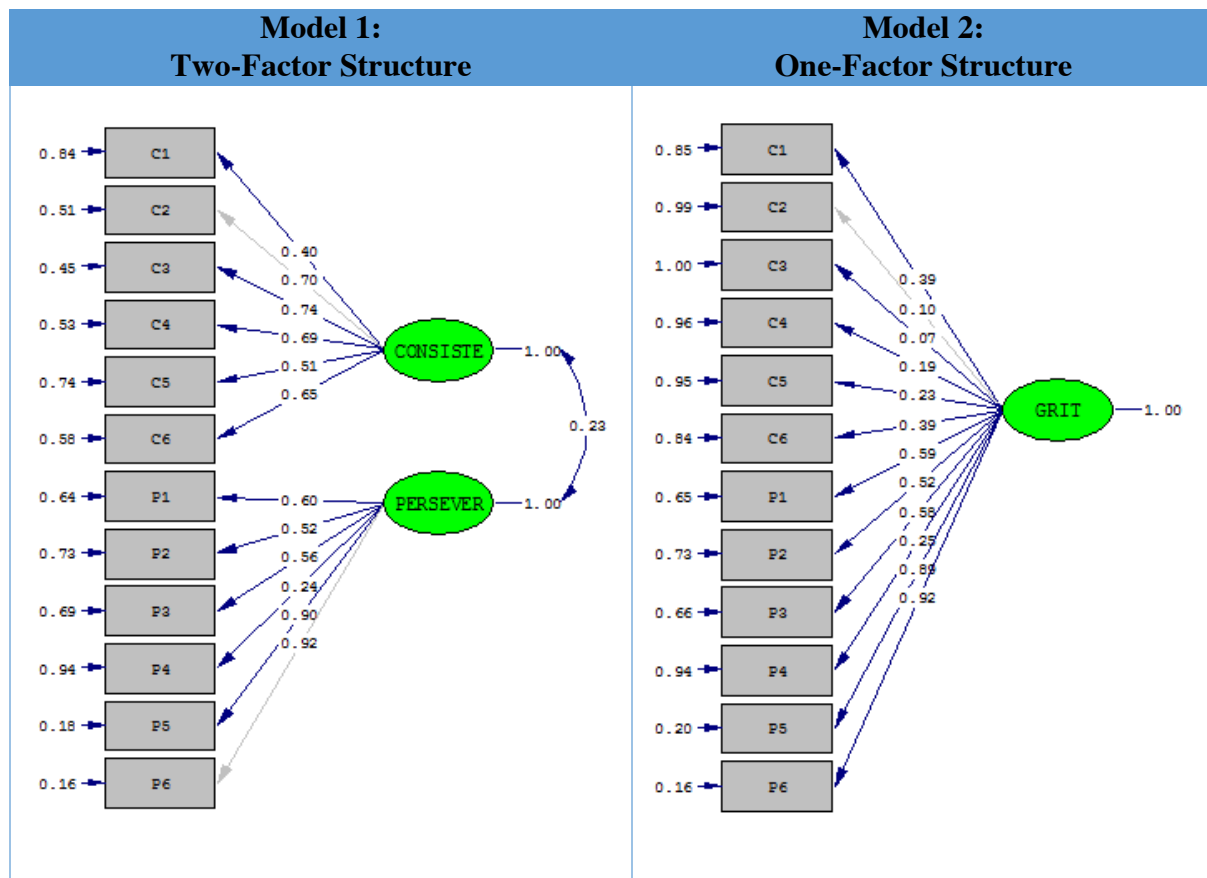 Model 1:
Two-Factor Structure
0.84
C1
0.51
C2
0.45
C3
0.53
C4
0.74
C5
0.58
C6
0.64
P1
0.73
P2
0.69
P3
0.94
P4
0.18
P5
0.16
P6
0.40
0.70
0.74
0.69
0.51
0.65
0.60
0.52
0.56
0.24
0.90
0.92
CONSISTE
1.00
0.23
PERSEVER
1.00
Model 2:
One-Factor Structure
0.85
C1
0.99
C2
1.00
C3
0.96
C4
0.95
C5
0.84
C6
0.65
P1
0.73
P2
0.66
P3
0.94
P4
0.20
P5
0.16
P6
0.39
0.10
0.07
0.19
0.23
0.39
0.59
0.52
0.58
0.25
0.89
0.92
GRIT
1.00